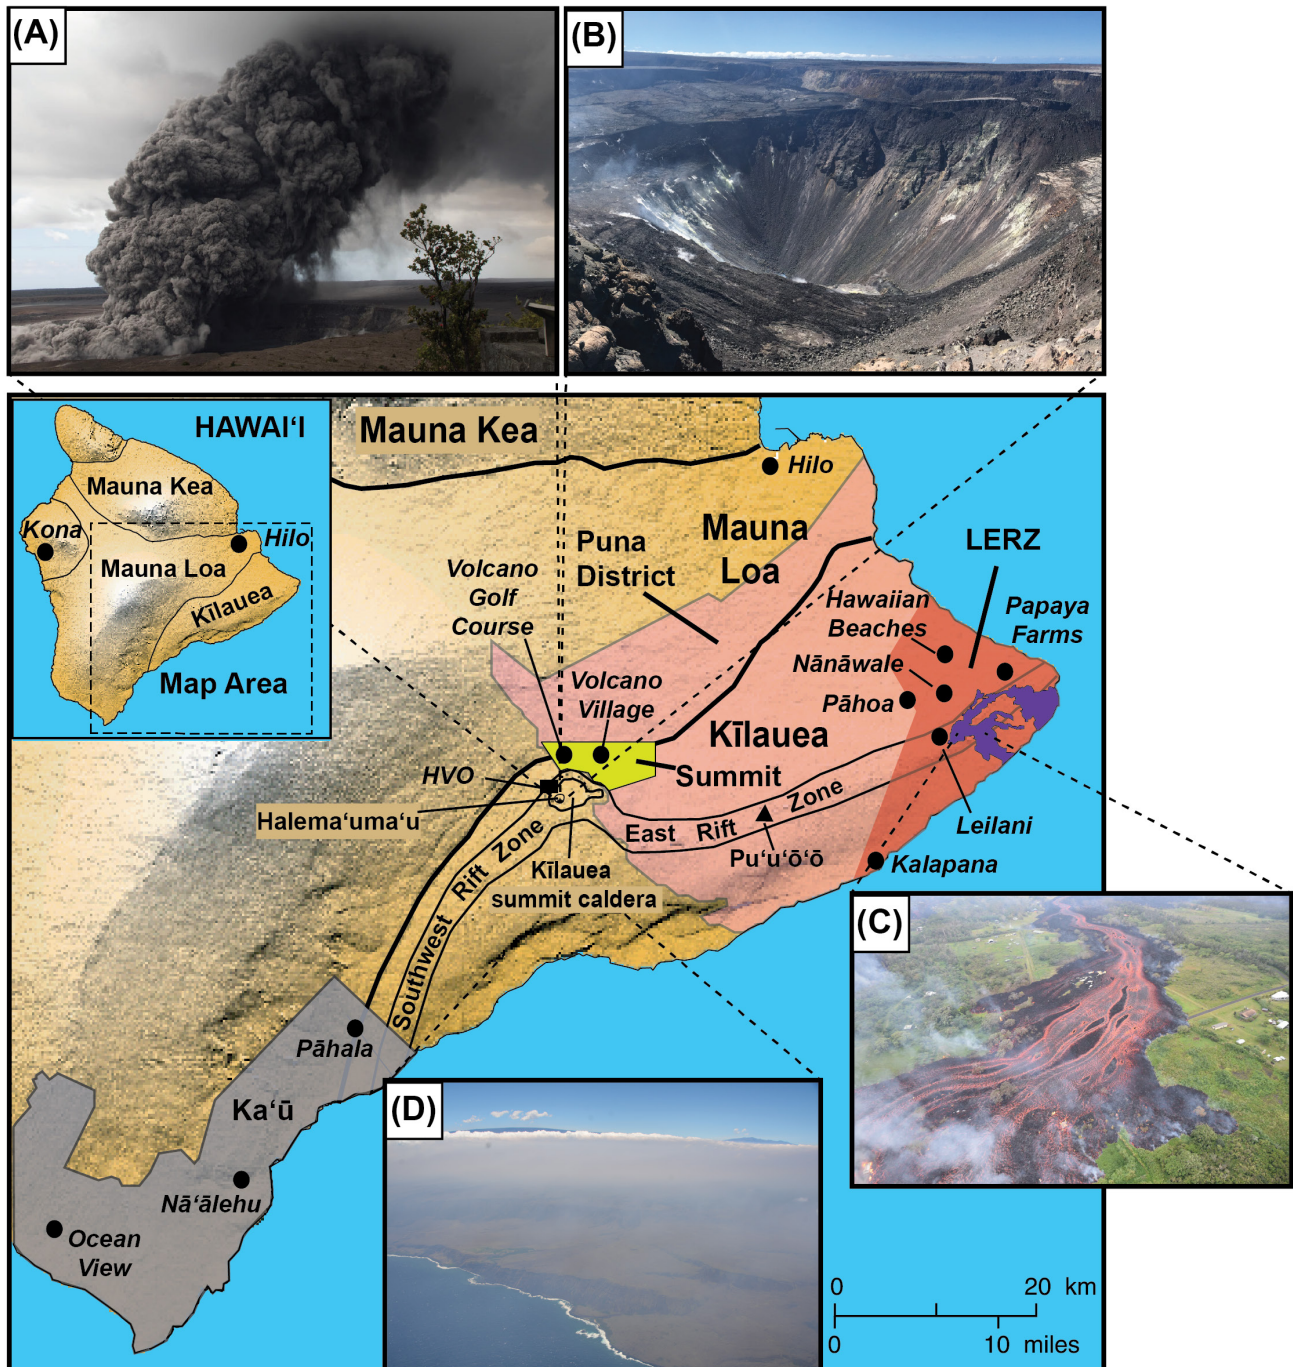 (A)
(B)
HAWAI‘I
Mauna Kea
Kona
Hilo
Mauna Loa
Kīlauea
Map Area
Mauna Kea
Hilo
Mauna
Loa
Puna
District
LERZ
Volcano
Golf
Course
Hawaiian
Beaches
Papaya
Farms
Nānāwale
Pāhoa
Volcano
Village
Kīlauea
Summit
HVO
Halema‘uma‘u
East Rift Zone
Pu‘u‘ō‘ō
Leilani
Kalapana
Kīlauea
summit caldera
Southwest Rift Zone
(C)
Pāhala
Ka‘ū
Nā‘ālehu
Ocean
View
(D)
0 20 km
0 10 miles